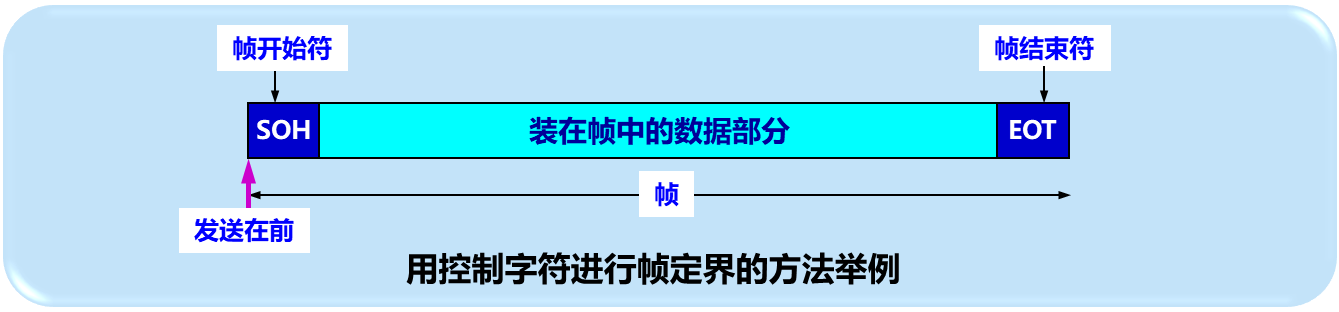 帧开始符
帧结束符
SOH
装在帧中的数据部分
EOT
帧
发送在前
用控制字符进行帧定界的方法举例